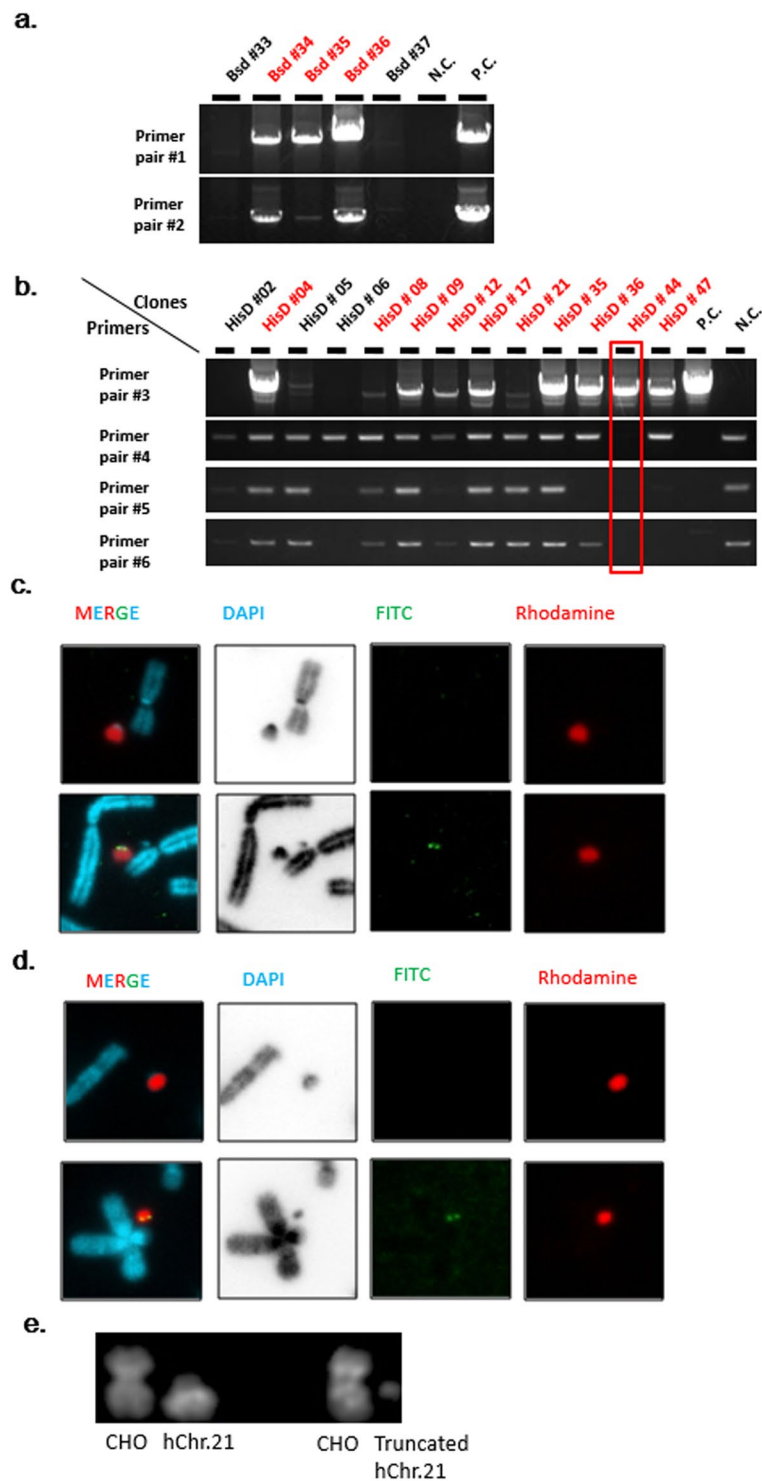 a.
Bsd #33 Bsd #34 Bsd #35 Bsd #36 Bsd #37 N.C. P.C.
Primer
pair #1
Primer
pair #2
b.
Clones
Primers
HisD #02 HisD #04 HisD # 05 HisD # 06 HisD # 08 HisD # 09 HisD # 12 HisD # 17 HisD # 21 HisD # 35 HisD # 36 HisD # 44 HisD # 47 P.C. N.C.
Primer
pair #3
Primer
pair #4
Primer
pair #5
Primer
pair #6
c.
MERGE DAPI FITC Rhodamine
d.
MERGE DAPI FITC Rhodamine
e.
CHO hChr.21 CHO Truncated
hChr.21